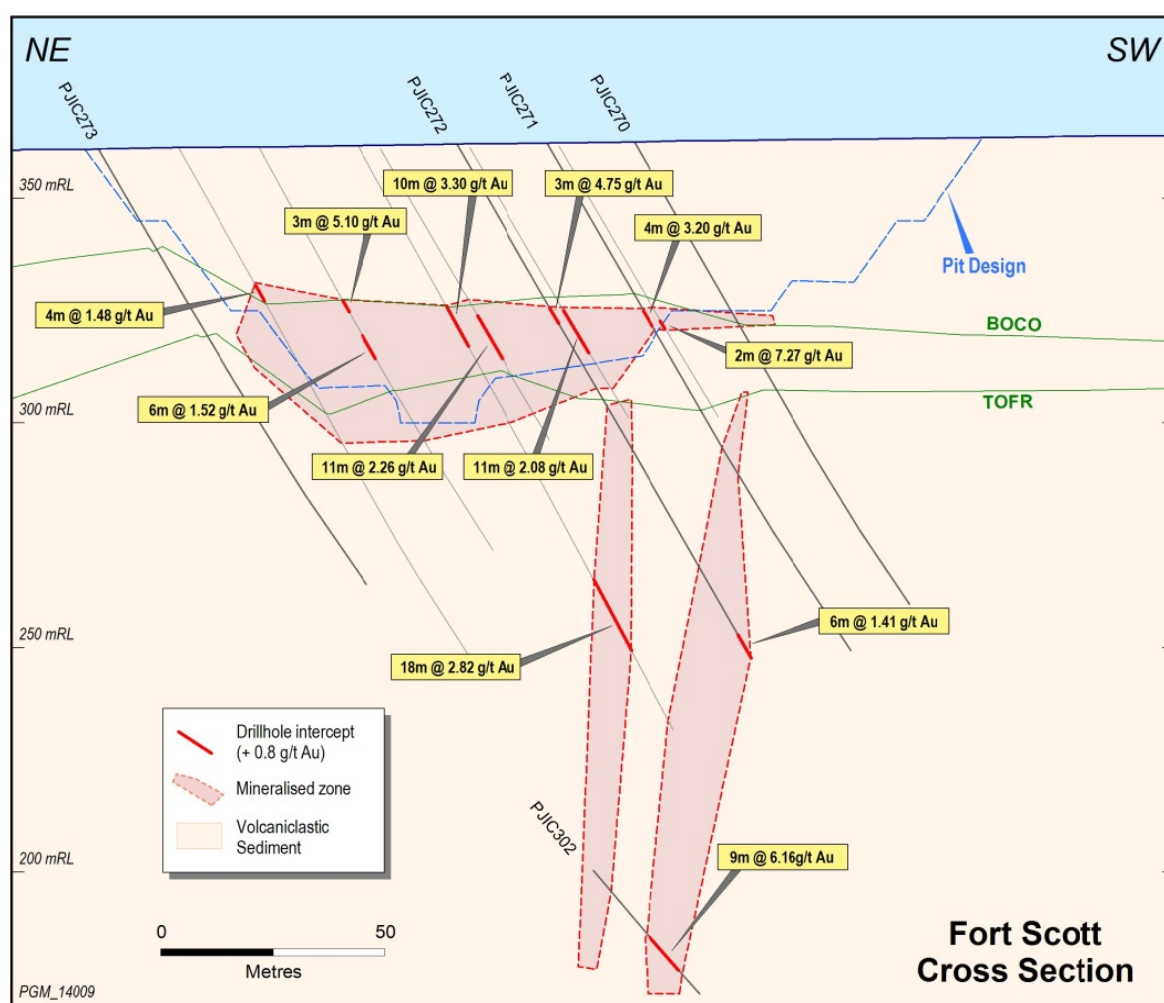 NE
SW
PJIC273
PJIC272
PJIC271
PJIC270
350 mRL
10m @ 3.30 g/t Au
3m @ 4.75 g/t Au
3m @ 5.10 g/t Au
4m @ 3.20 g/t Au
Pit Design
4m @ 1.48 g/t Au
BOCO
2m @ 7.27 g/t Au
TOFR
6m @ 1.52 g/t Au
300 mRL
11m @ 2.26 g/t Au
11m @ 2.08 g/t Au
6m @ 1.41 g/t Au
250 mRL
18m @ 2.82 g/t Au
Drillhole intercept
(+ 0.8 g/t Au)
Mineralised zone
Volcaniclastic
Sediment
PJIC302
200 mRL
9m @ 6.16g/t Au
0
50
Metres
Fort Scott
Cross Section
PGM_14009